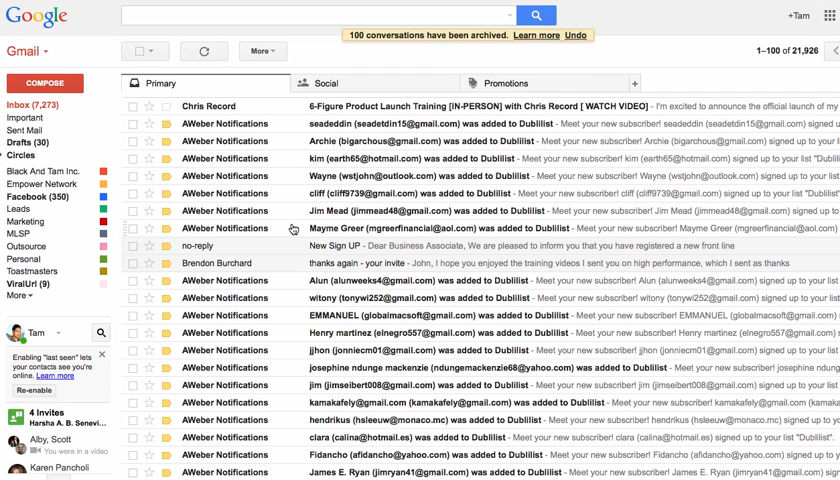 Google
+Tam
100 conversations have been archived. Learn more Undo
Gmail
More
1–100 of 21,926
COMPOSE
Primary
Social
Promotions
+
Inbox (7,273)
Important
Sent Mail
Drafts (30)
Circles
Black And Tam Inc.
Empower Network
Facebook (350)
Leads
Marketing
MLSP
Outsource
Personal
Toastmasters
ViralUrl (9)
More
Tam
Enabling "last seen" lets
your contacts see you're
online. Learn more
Re-enable
4 Invites
Harsha A. B. Senevi...
Alby, Scott
You were in a video
Karen Pancholi
Chris Record 6-Figure Product Launch Training [IN-PERSON] with Chris Record [ WATCH VIDEO] - I'm excited to announce the official launch of my
AWeber Notifications seadeddin (seadetdin15@gmail.com) was added to Dublilist - Meet your new subscriber! seadeddin (seadetdin15@gmail.com) signed u
AWeber Notifications Archie (bigarchous@gmail.com) was added to Dublilist - Meet your new subscriber! Archie (bigarchous@gmail.com) signed up to your
AWeber Notifications kim (earth65@hotmail.com) was added to Dublilist - Meet your new subscriber! kim (earth65@hotmail.com) signed up to your list "Du
AWeber Notifications Wayne (wstjohn@outlook.com) was added to Dublilist - Meet your new subscriber! Wayne (wstjohn@outlook.com) signed up to your
AWeber Notifications cliff (cliff9739@gmail.com) was added to Dublilist - Meet your new subscriber! cliff (cliff9739@gmail.com) signed up to your list "Dublilist"
AWeber Notifications Jim Mead (jimmead48@gmail.com) was added to Dublilist - Meet your new subscriber! Jim Mead (jimmead48@gmail.com) signed up
AWeber Notifications Mayme Greer (mgreerfinancial@aol.com) was added to Dublilist - Meet your new subscriber! Mayme Greer (mgreerfinancial@aol.com)
no-reply New Sign UP - Dear Business Associate, We are pleased to inform you that you have registered a new front line
Brendon Burchard thanks again - your invite - John, I hope you enjoyed the training videos I sent you on high performance, which I sent as thanks
AWeber Notifications Alun (alunweeks4@gmail.com) was added to Dublilist - Meet your new subscriber! Alun (alunweeks4@gmail.com) signed up to your
AWeber Notifications witony (tonywi252@gmail.com) was added to Dublilist - Meet your new subscriber! witony (tonywi252@gmail.com) signed up to your
AWeber Notifications EMMANUEL (globalmacsoft@gmail.com) was added to Dublilist - Meet your new subscriber! EMMANUEL (globalmacsoft@gmail.com)
AWeber Notifications Henry martinez (elnegro557@gmail.com) was added to Dublilist - Meet your new subscriber! Henry martinez (elnegro557@gmail.com)
AWeber Notifications jjhon (jonniecm01@gmail.com) was added to Dublilist - Meet your new subscriber! jjhon (jonniecm01@gmail.com) signed up to your
AWeber Notifications josephine ndunge mackenzie (ndungemackenzie68@yahoo.com) was added to Dublilist - Meet your new subscriber! josephine ndung
AWeber Notifications jim (jimseibert008@gmail.com) was added to Dublilist - Meet your new subscriber! jim (jimseibert008@gmail.com) signed up to your
AWeber Notifications kamakafely (kamakafely@gmail.com) was added to Dublilist - Meet your new subscriber! kamakafely (kamakafely@gmail.com) signed
AWeber Notifications hendrikus (hsleeuw@monaco.mc) was added to Dublilist - Meet your new subscriber! hendrikus (hsleeuw@monaco.mc) signed up to
AWeber Notifications clara (calina@hotmail.es) was added to Dublilist - Meet your new subscriber! clara (calina@hotmail.es) signed up to your list "Dublilist".
AWeber Notifications Fidancho (afidancho@yahoo.com) was added to Dublilist - Meet your new subscriber! Fidancho (afidancho@yahoo.com) signed up to
AWeber Notifications James E. Ryan (jimryan41@gmail.com) was added to Dublilist - Meet your new subscriber! James E. Ryan (jimryan41@gmail.com)